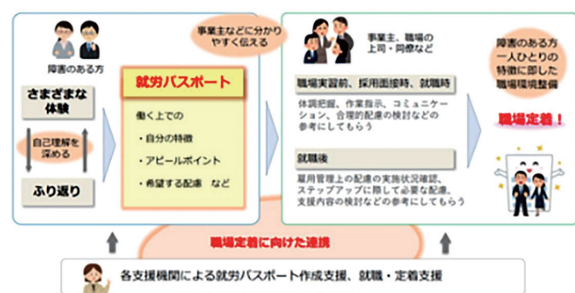 障害のある方
さまざまな
体験
自己理解を
深める
ふり返り
事業主などに分かり
やすく伝える
就労パスポート
働く上での
・自分の特徴
・アピールポイント
・希望する配慮 など
事業主、職場の
上司・同僚など
職場実習前、採用面接時、就職時
体調把握、作業指示、コミュニケー
ション、合理的配慮の検討などの
参考にしてもらう
就職後
雇用管理上の配慮の実施状況確認、
ステップアップに際して必要な配慮、
支援内容の検討などの参考にしてもらう
障害のある方
一人ひとりの
特徴に即した
職場環境整備
職場定着！
職場定着に向けた連携
各支援機関による就労パスポート作成支援、就職・定着支援